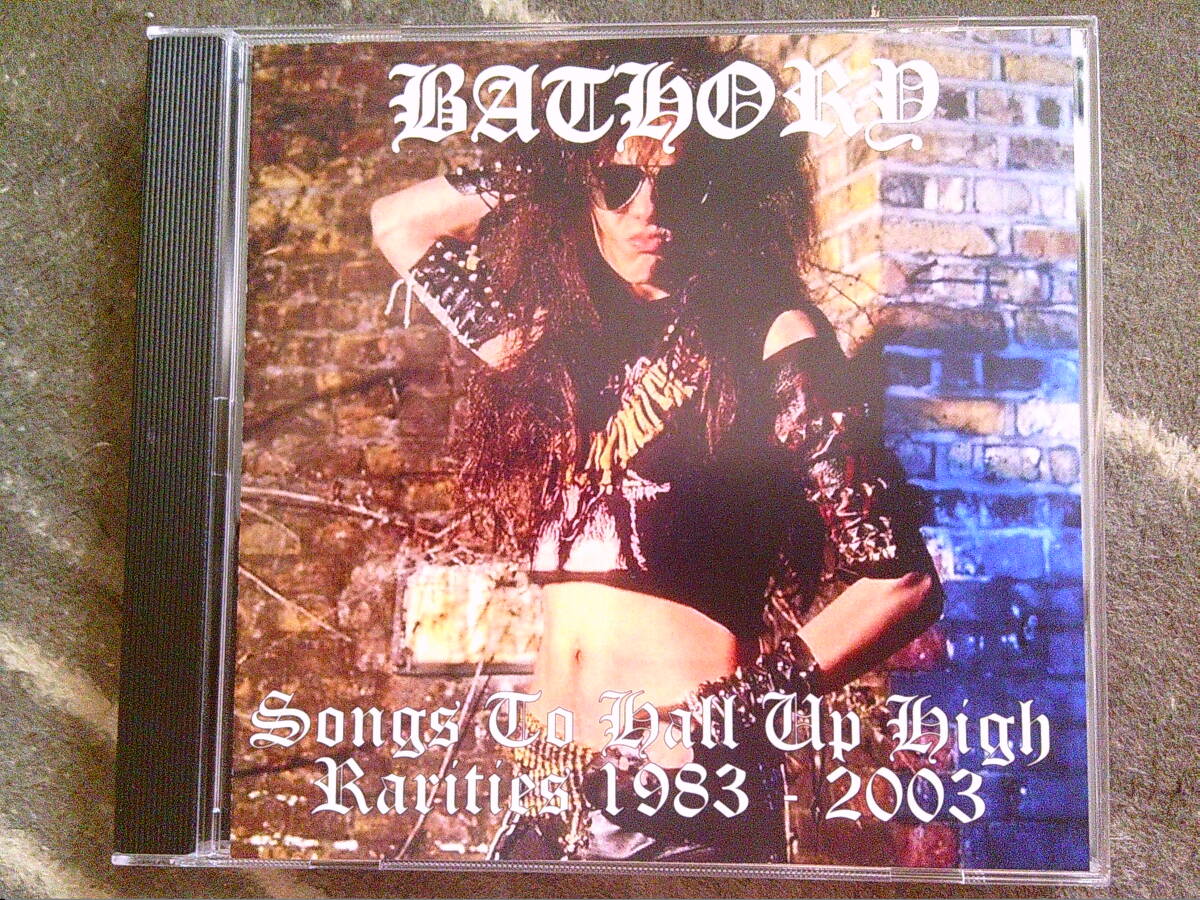 BATHORY
Songs To Hall Up High
Rarities 1983 - 2003